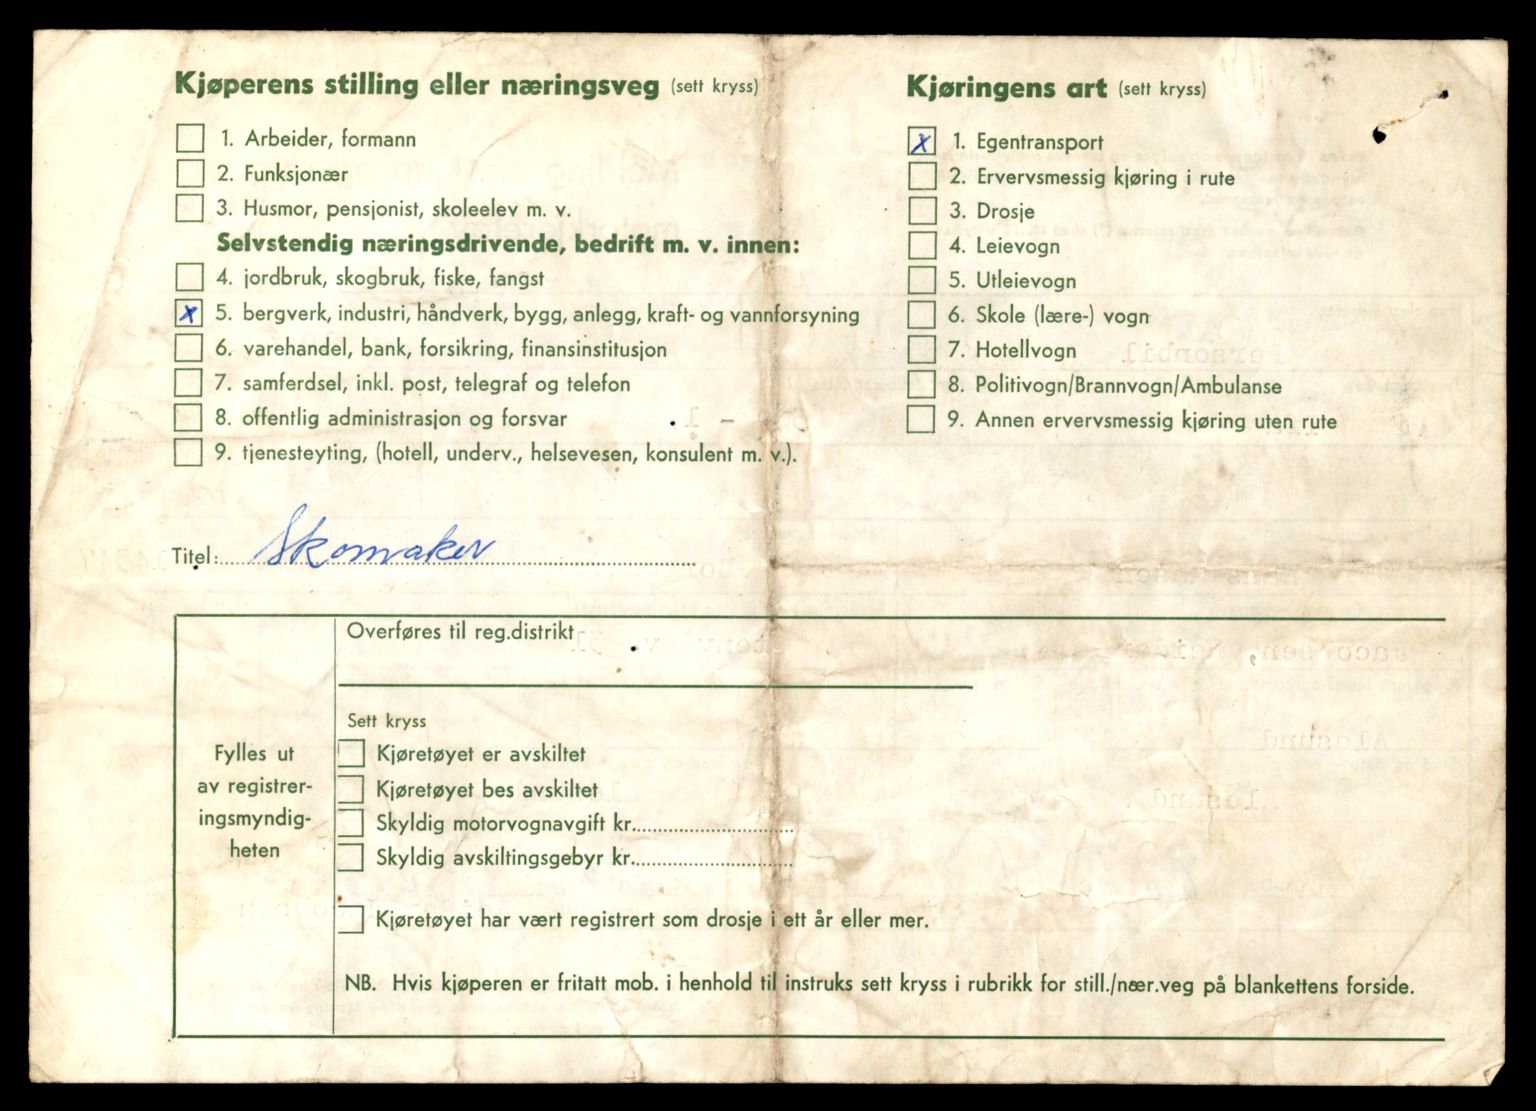 Kjøperens stilling eller næringsveg (sett kryss)
1. Arbeider, formann
2. Funksjonær
3. Husmor, pensjonist, skoleelev m. v.
Selvstendig næringsdrivende, bedrift m. v. innen:
4. jordbruk, skogbruk, fiske, fangst
x 5. bergverk, industri, håndverk, bygg, anlegg, kraft- og vannforsyning
6. varehandel, bank, forsikring, finansinstitusjon
7. samferdsel, inkl. post, telegraf og telefon
8. offentlig administrasjon og forsvar
9. tjenesteyting, (hotell, underv., helsevesen, konsulent m. v.).
Titel: Skomaker
Kjøringens art (sett kryss)
x 1. Egentransport
2. Ervervsmessig kjøring i rute
3. Drosje
4. Leievogn
5. Utleievogn
6. Skole (lære-) vogn
7. Hotellvogn
8. Politivogn/Brannvogn/Ambulanse
9. Annen ervervsmessig kjøring uten rute
Fylles ut
av registrer-
ingsmyndig-
heten
Overføres til reg.distrikt
Sett kryss
Kjøretøyet er avskiltet
Kjøretøyet bes avskiltet
Skyldig motorvognavgift kr.
Skyldig avskiltingsgebyr kr.
Kjøretøyet har vært registrert som drosje i ett år eller mer.
NB. Hvis kjøperen er fritatt mob. i henhold til instruks sett kryss i rubrikk for still./nær.veg på blankettens forside.